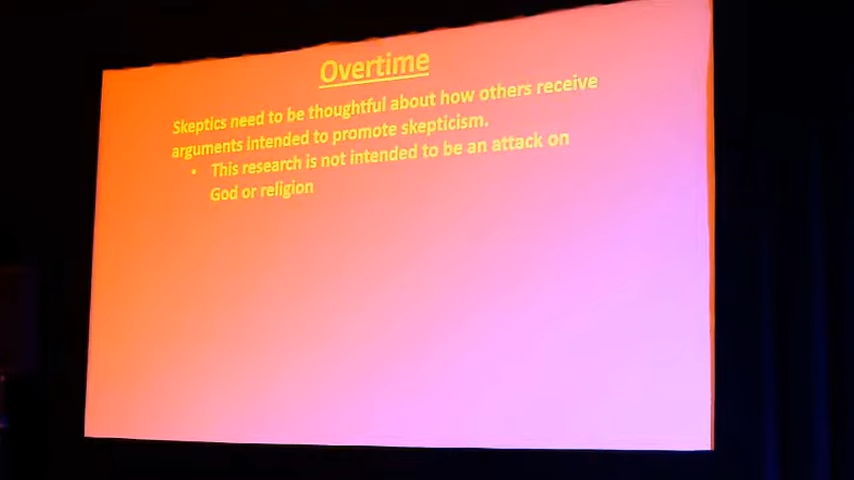 Overtime
Skeptics need to be thoughtful about how others receive
arguments intended to promote skepticism.
• This research is not intended to be an attack on
God or religion